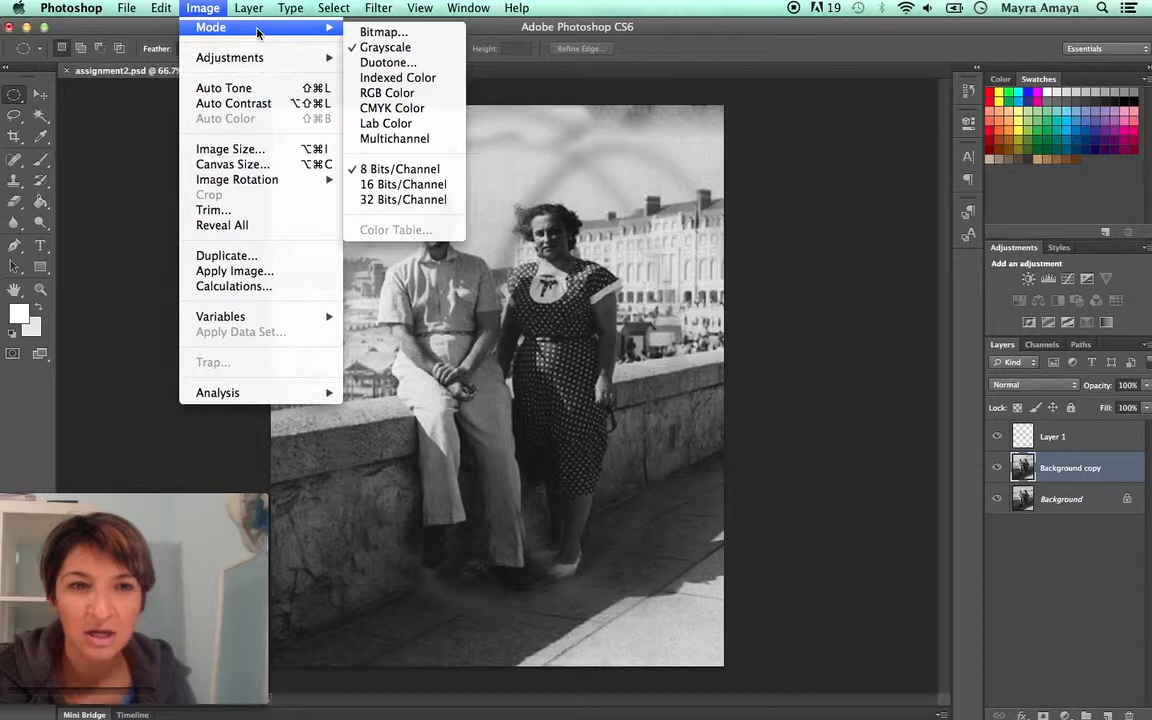 Photoshop File Edit Image Layer Type Select Filter View Window Help 19 Mayra Amaya
Adobe Photoshop CS6
Feather: Height: Refine Edge... Essentials
assignment2.psd @ 66.7
Mode
Adjustments
Auto Tone ⇧⌘L
Auto Contrast ⌥⇧⌘L
Auto Color ⇧⌘B
Image Size... ⌥⌘I
Canvas Size... ⌥⌘C
Image Rotation
Crop
Trim...
Reveal All
Duplicate...
Apply Image...
Calculations...
Variables
Apply Data Set...
Trap...
Analysis
Bitmap...
✓ Grayscale
Duotone...
Indexed Color
RGB Color
CMYK Color
Lab Color
Multichannel
✓ 8 Bits/Channel
16 Bits/Channel
32 Bits/Channel
Color Table...
Color Swatches
Adjustments Styles
Add an adjustment
Layers Channels Paths
Kind
Normal Opacity: 100%
Lock: Fill: 100%
Layer 1
Background copy
Background
Mini Bridge Timeline